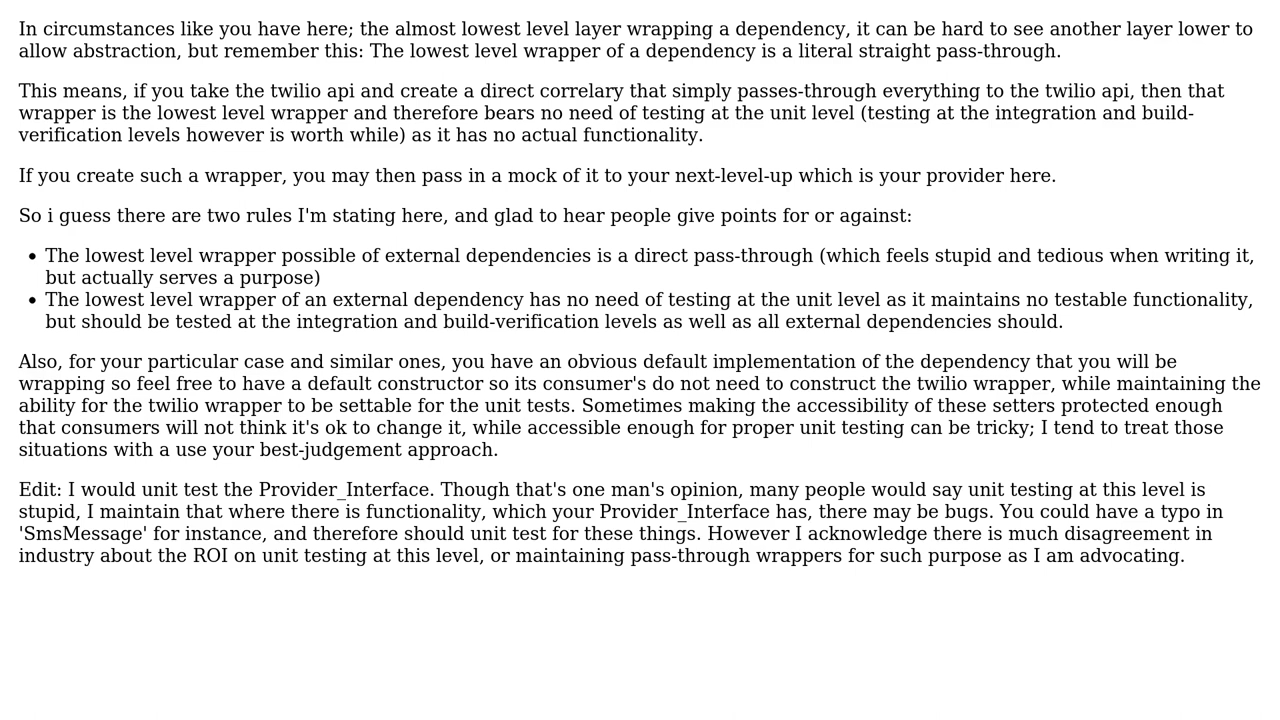 In circumstances like you have here; the almost lowest level layer wrapping a dependency, it can be hard to see another layer lower to
allow abstraction, but remember this: The lowest level wrapper of a dependency is a literal straight pass-through.
This means, if you take the twilio api and create a direct correlary that simply passes-through everything to the twilio api, then that
wrapper is the lowest level wrapper and therefore bears no need of testing at the unit level (testing at the integration and build-
verification levels however is worth while) as it has no actual functionality.
If you create such a wrapper, you may then pass in a mock of it to your next-level-up which is your provider here.
So i guess there are two rules I'm stating here, and glad to hear people give points for or against:
• The lowest level wrapper possible of external dependencies is a direct pass-through (which feels stupid and tedious when writing it,
but actually serves a purpose)
• The lowest level wrapper of an external dependency has no need of testing at the unit level as it maintains no testable functionality,
but should be tested at the integration and build-verification levels as well as all external dependencies should.
Also, for your particular case and similar ones, you have an obvious default implementation of the dependency that you will be
wrapping so feel free to have a default constructor so its consumer's do not need to construct the twilio wrapper, while maintaining the
ability for the twilio wrapper to be settable for the unit tests. Sometimes making the accessibility of these setters protected enough
that consumers will not think it's ok to change it, while accessible enough for proper unit testing can be tricky; I tend to treat those
situations with a use your best-judgement approach.
Edit: I would unit test the Provider_Interface. Though that's one man's opinion, many people would say unit testing at this level is
stupid, I maintain that where there is functionality, which your Provider_Interface has, there may be bugs. You could have a typo in
'SmsMessage' for instance, and therefore should unit test for these things. However I acknowledge there is much disagreement in
industry about the ROI on unit testing at this level, or maintaining pass-through wrappers for such purpose as I am advocating.